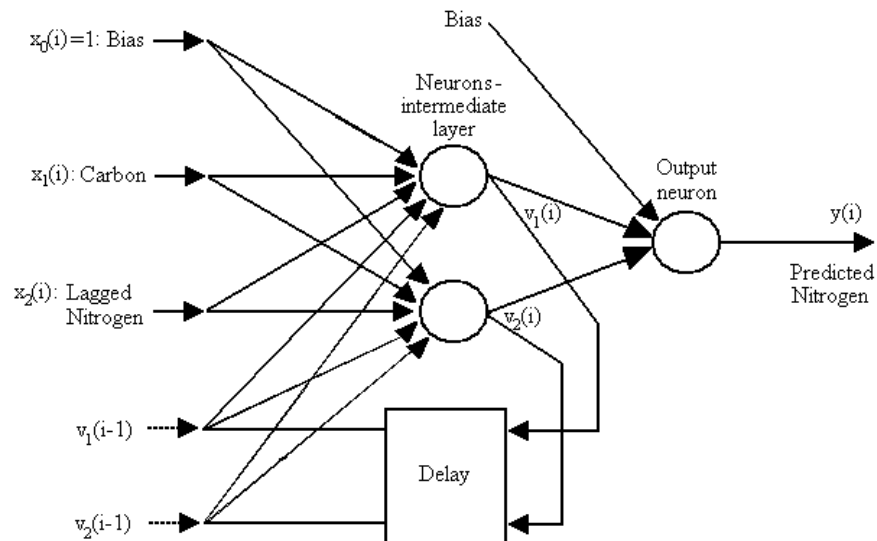 x0(i)=1: Bias
Bias
Neurons-
intermediate
layer
x1(i): Carbon
Output
neuron
v1(i)
y(i)
x2(i): Lagged
Nitrogen
Predicted
Nitrogen
v2(i)
v1(i-1)
Delay
v2(i-1)